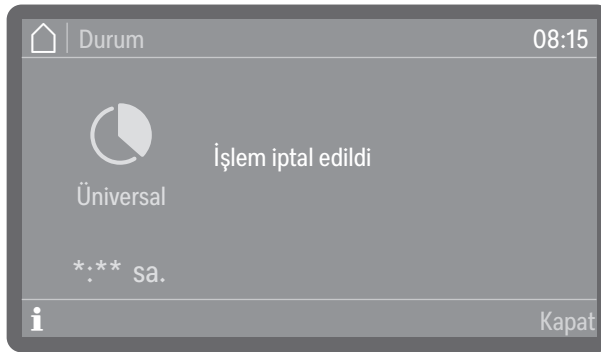 Durum
08:15
İşlem iptal edildi
Üniversal
*:** sa.
i
Kapat